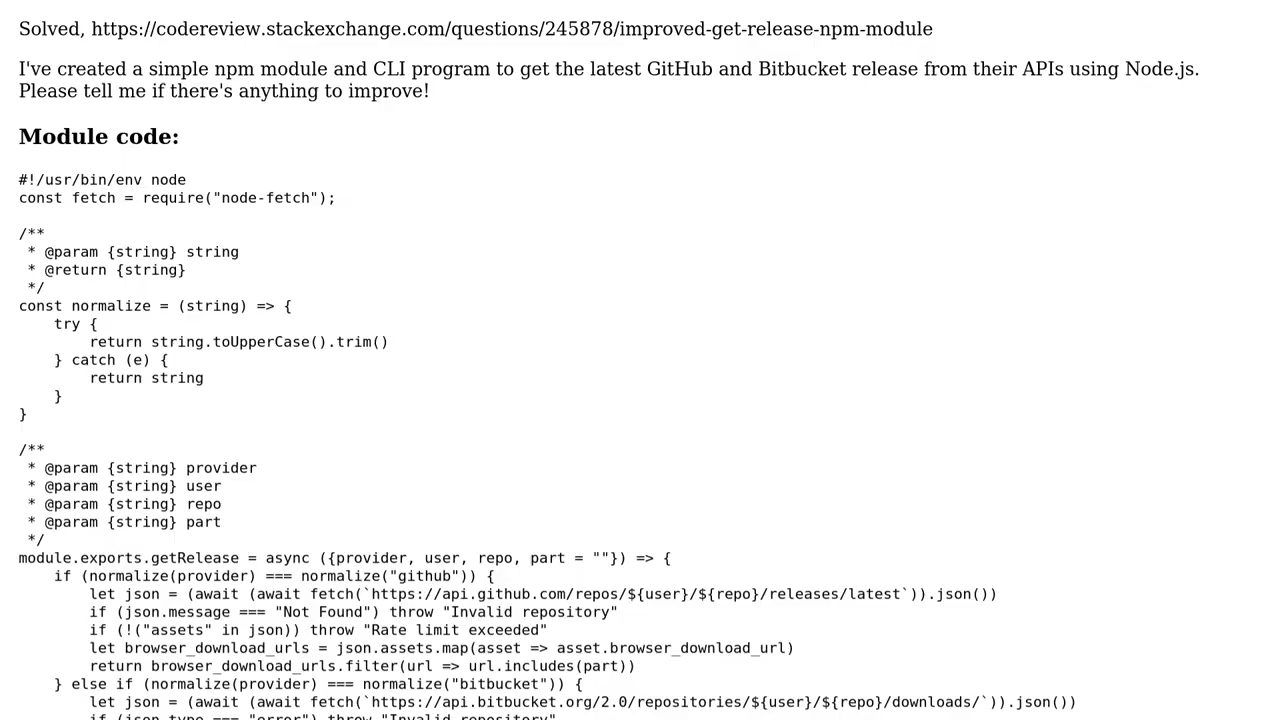 Solved, https://codereview.stackexchange.com/questions/245878/improved-get-release-npm-module
I've created a simple npm module and CLI program to get the latest GitHub and Bitbucket release from their APIs using Node.js.
Please tell me if there's anything to improve!
Module code:
#!/usr/bin/env node
const fetch = require("node-fetch");
/**
 * @param {string} string
 * @return {string}
 */
const normalize = (string) => {
    try {
        return string.toUpperCase().trim()
    } catch (e) {
        return string
    }
}
/**
 * @param {string} provider
 * @param {string} user
 * @param {string} repo
 * @param {string} part
 */
module.exports.getRelease = async ({provider, user, repo, part = ""}) => {
    if (normalize(provider) === normalize("github")) {
        let json = (await (await fetch(`https://api.github.com/repos/${user}/${repo}/releases/latest`)).json())
        if (json.message === "Not Found") throw "Invalid repository"
        if (!("assets" in json)) throw "Rate limit exceeded"
        let browser_download_urls = json.assets.map(asset => asset.browser_download_url)
        return browser_download_urls.filter(url => url.includes(part))
    } else if (normalize(provider) === normalize("bitbucket")) {
        let json = (await (await fetch(`https://api.bitbucket.org/2.0/repositories/${user}/${repo}/downloads/`)).json())
        if (json.type === "error") throw "Invalid repository"